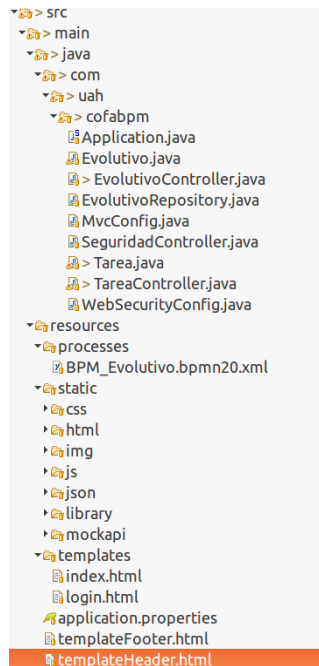 > src
main
java
> com
> uah
> cofabpm
Application.java
Evolutivo.java
> EvolutivoController.java
EvolutivoRepository.java
MvcConfig.java
SeguridadController.java
> Tarea.java
> TareaController.java
WebSecurityConfig.java
resources
processes
BPM_Evolutivo.bpmn20.xml
static
css
html
img
js
json
library
mockapi
templates
index.html
login.html
application.properties
templateFooter.html
templateHeader.html